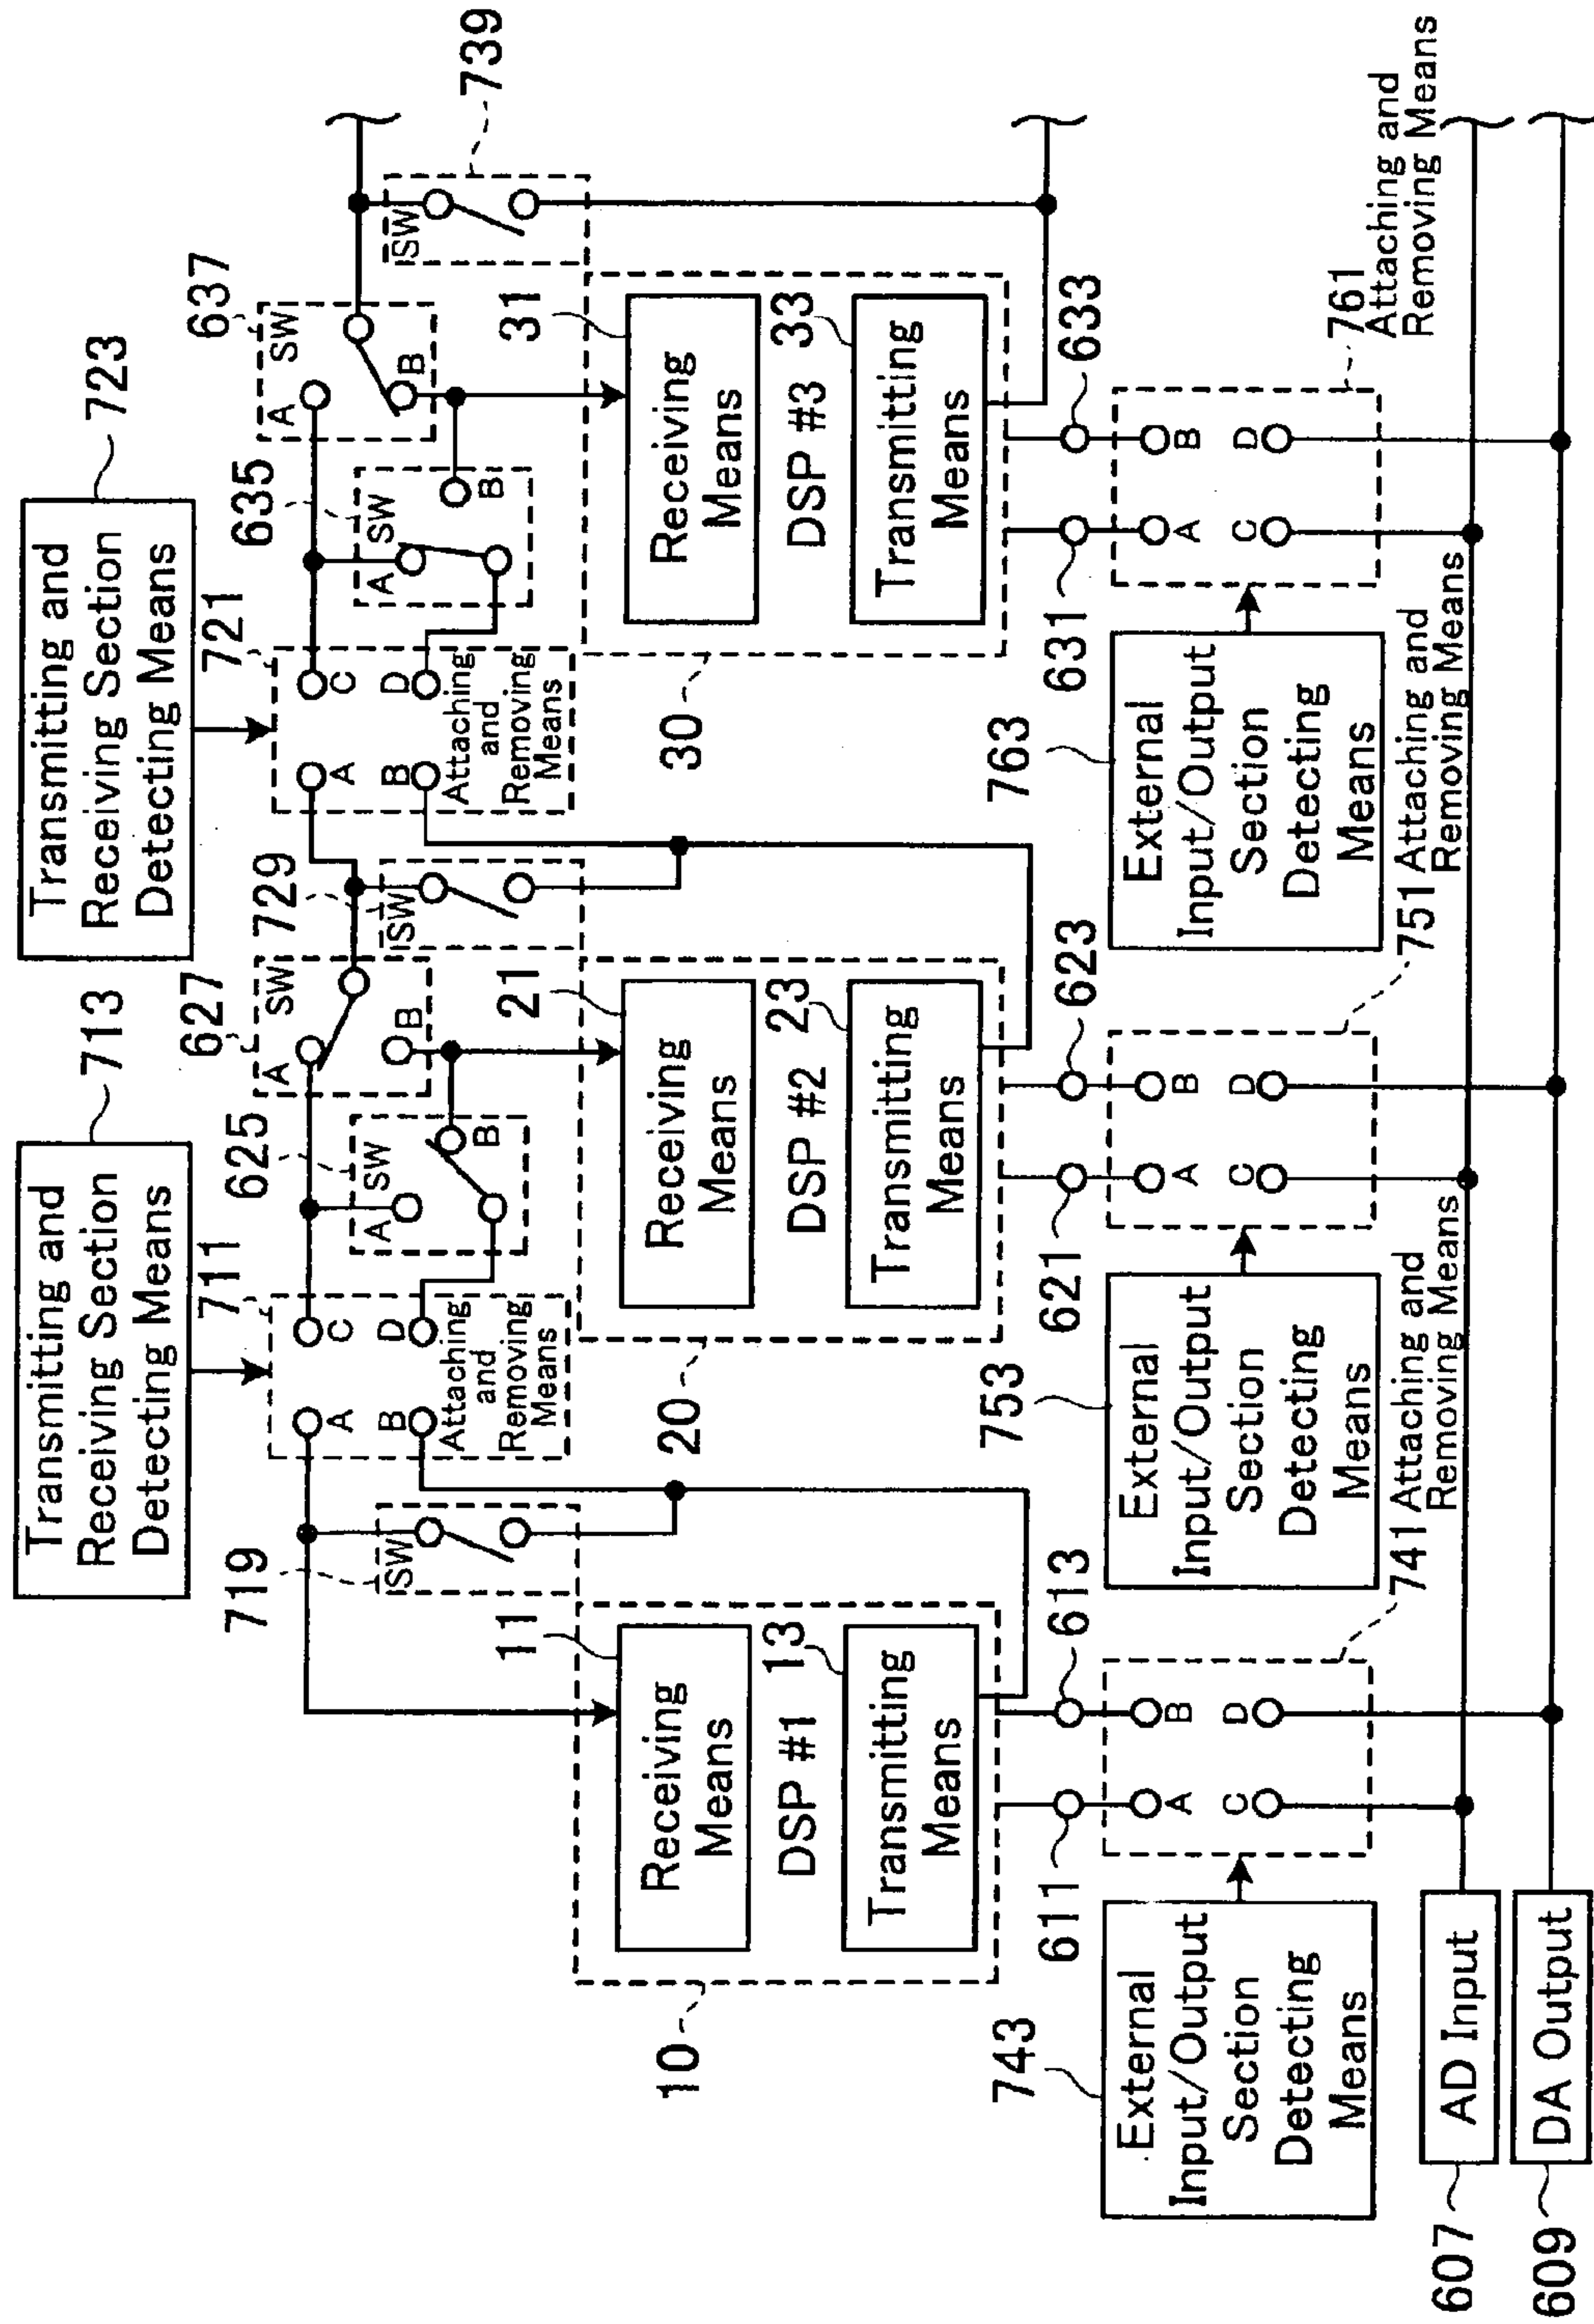 Transmitting and
Receiving Section
Detecting Means
713
Transmitting and
Receiving Section
Detecting Means
723
719
SW
711
A
C
B
D
Attaching
and
Removing
Means
625
SW
A
B
627
SW
A
B
729
SW
721
A
C
B
D
Attaching
and
Removing
Means
635
SW
A
B
637
SW
A
B
739
SW
10
11
Receiving
Means
DSP #1
13
Transmitting
Means
20
21
Receiving
Means
DSP #2
23
Transmitting
Means
30
31
Receiving
Means
DSP #3
33
Transmitting
Means
611
613
621
623
631
633
743
External
Input/Output
Section
Detecting
Means
A
B
C
D
741 Attaching and
Removing Means
753
External
Input/Output
Section
Detecting
Means
A
B
C
D
751 Attaching and
Removing Means
763
External
Input/Output
Section
Detecting
Means
A
B
C
D
761
Attaching and
Removing Means
607
AD Input
609
DA Output